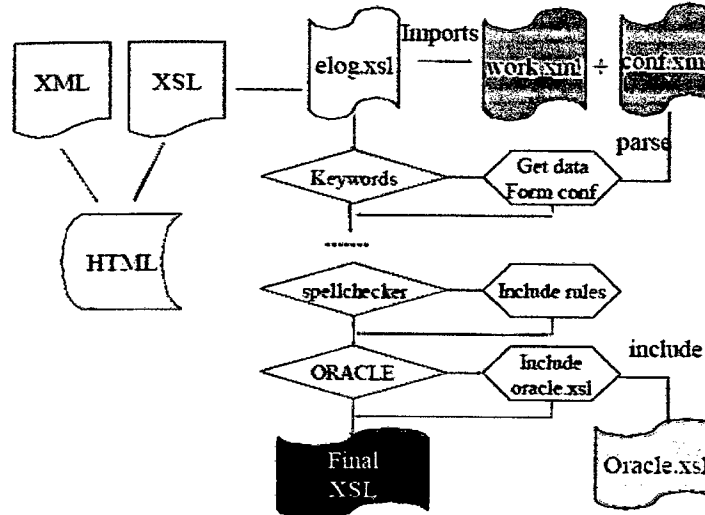 XML
XSL
elog.xsl
Imports
work.xml
÷
conf.xm
parse
Keywords
Get data
Form conf
HTML
spellchecker
Include rules
ORACLE
Include
oracle.xsl
include
Final
XSL
Oracle.xsl